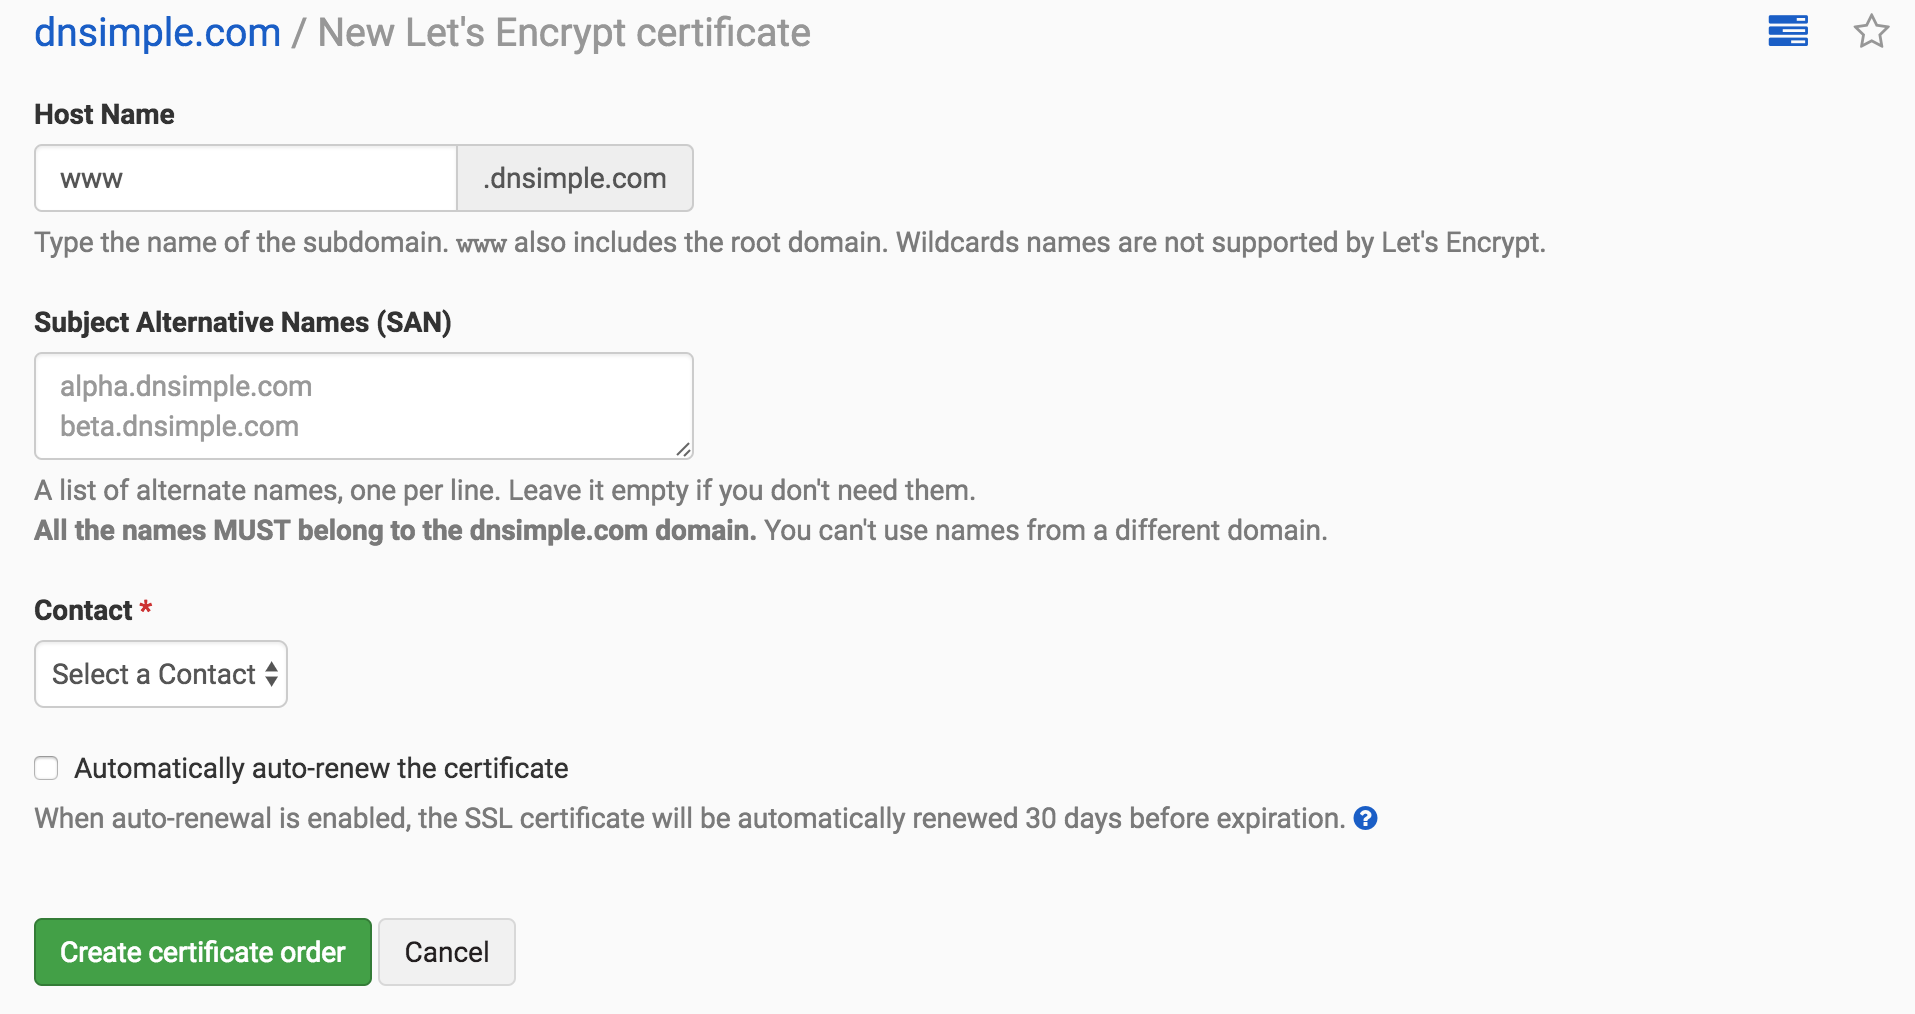 dnsimple.com / New Let's Encrypt certificate
Host Name
www .dnsimple.com
Type the name of the subdomain. www also includes the root domain. Wildcards names are not supported by Let's Encrypt.
Subject Alternative Names (SAN)
alpha.dnsimple.com
beta.dnsimple.com
A list of alternate names, one per line. Leave it empty if you don't need them.
All the names MUST belong to the dnsimple.com domain. You can't use names from a different domain.
Contact *
Select a Contact
Automatically auto-renew the certificate
When auto-renewal is enabled, the SSL certificate will be automatically renewed 30 days before expiration. ?
Create certificate order Cancel